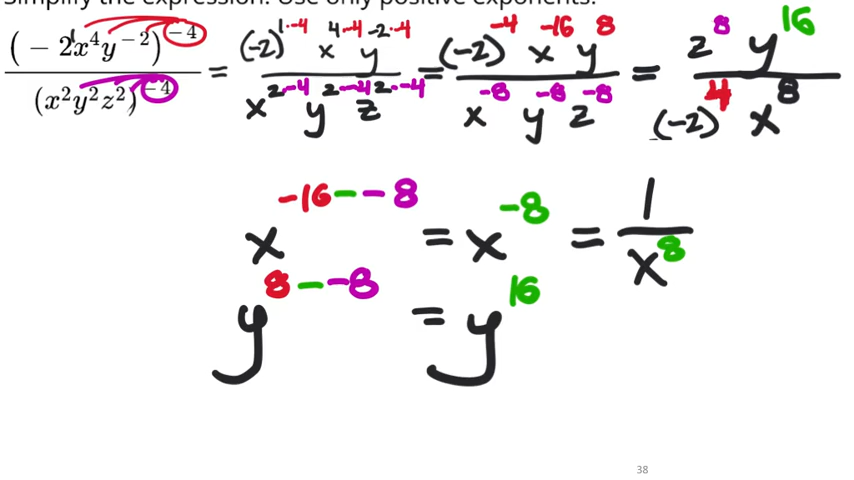 Simplify the expression. Use only positive exponents.
(-2¹x⁴y⁻²)⁻⁴ / (x²y²z²)⁻⁴ = (-2)^(1·-4) x^(4·-4) y^(-2·-4) / x^(2·-4) y^(2·-4) z^(2·-4) = (-2)⁻⁴ x⁻¹⁶ y⁸ / x⁻⁸ y⁻⁸ z⁻⁸ = z⁸ y¹⁶ / (-2)⁴ x⁸
x^(-16 - -8) = x⁻⁸ = 1/x⁸
y^(8 - -8) = y¹⁶
38